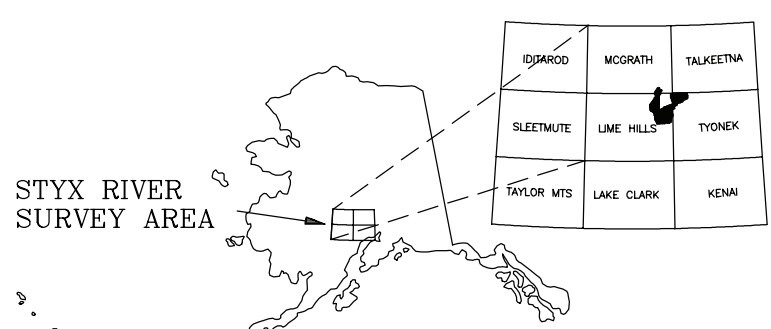 IDITAROD MCGRATH TALKEETNA
SLEETMUTE LIME HILLS TYONEK
TAYLOR MTS LAKE CLARK KENAI
STYX RIVER
SURVEY AREA